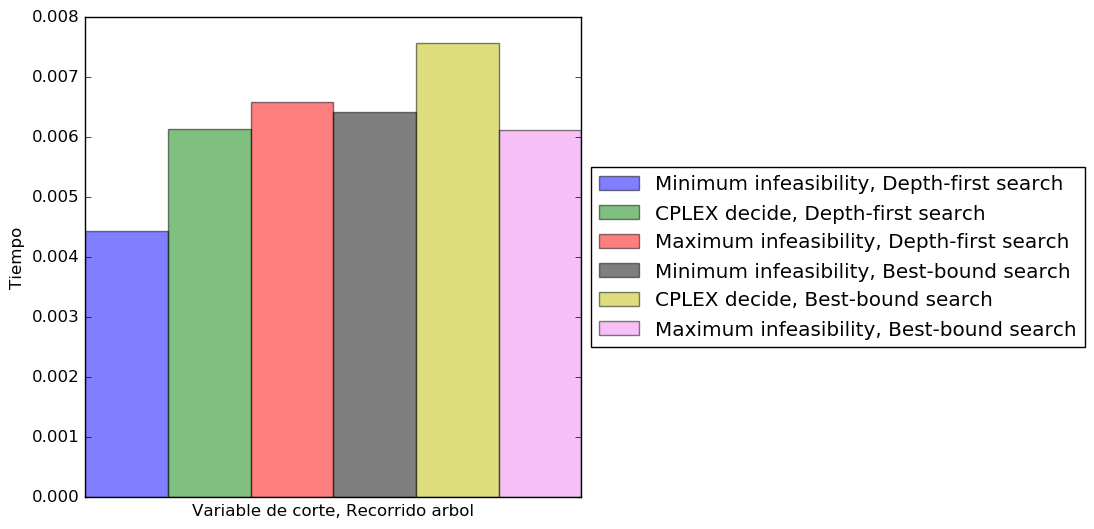 0.008
0.007
0.006
0.005
0.004
0.003
0.002
0.001
0.000
Tiempo
Variable de corte, Recorrido arbol
Minimum infeasibility, Depth-first search
CPLEX decide, Depth-first search
Maximum infeasibility, Depth-first search
Minimum infeasibility, Best-bound search
CPLEX decide, Best-bound search
Maximum infeasibility, Best-bound search